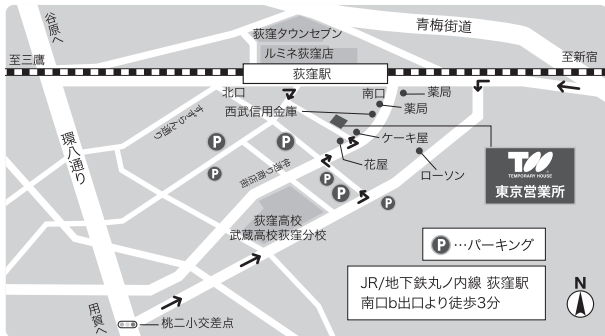 谷原へ
荻窪タウンセブン
青梅街道
ルミネ荻窪店
至三鷹
至新宿
荻窪駅
北口
南口
薬局
薬局
西武信用金庫
すずらん通り
ケーキ屋
環八通り
P
P
花屋
TEMPORARY HOUSE
東京営業所
P
仲通り商店街
P
ローソン
P
P
荻窪高校
武蔵高校荻窪分校
P…パーキング
JR/地下鉄丸ノ内線 荻窪駅
南口b出口より徒歩3分
N
用賀へ
桃二小交差点